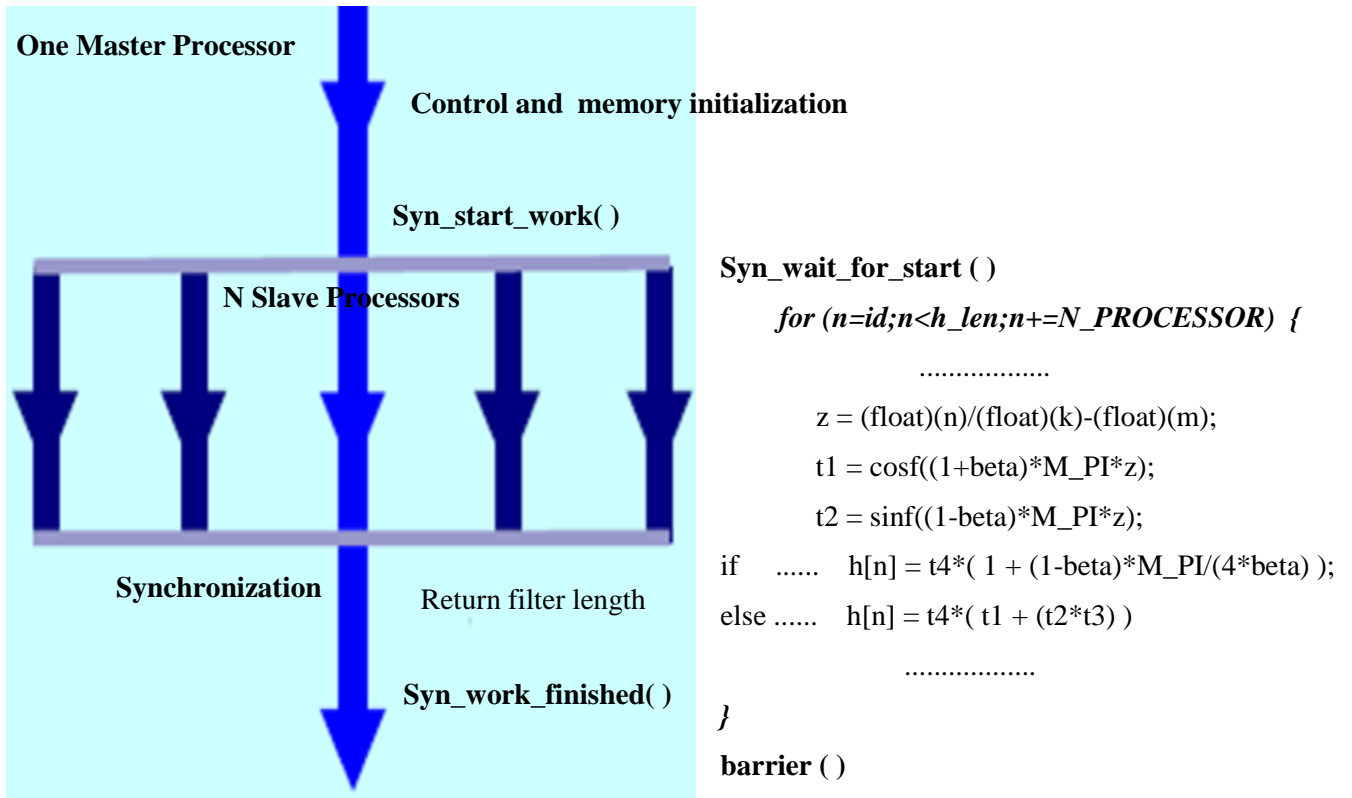 One Master Processor
Control and memory initialization
Syn_start_work( )
N Slave Processors
Synchronization
Return filter length
Syn_work_finished( )
Syn_wait_for_start ( )
for (n=id;n<h_len;n+=N_PROCESSOR) {
..................
z = (float)(n)/(float)(k)-(float)(m);
t1 = cosf((1+beta)*M_PI*z);
t2 = sinf((1-beta)*M_PI*z);
if ...... h[n] = t4*( 1 + (1-beta)*M_PI/(4*beta) );
else ...... h[n] = t4*( t1 + (t2*t3) )
..................
}
barrier ( )